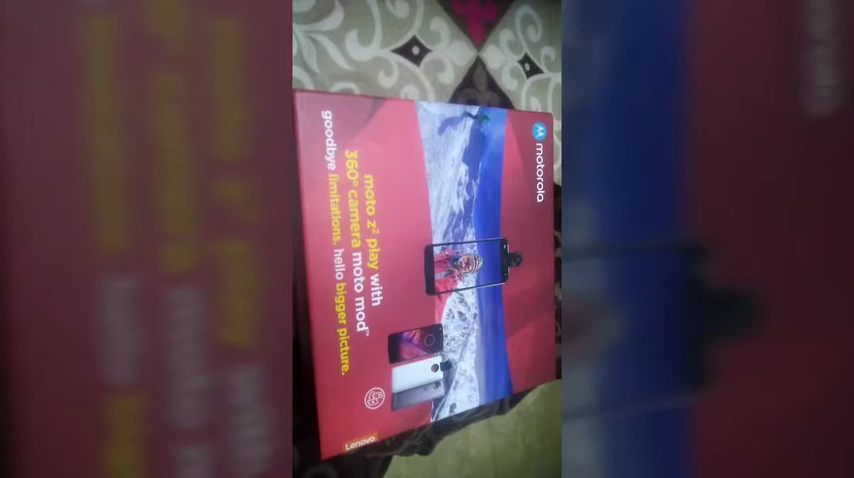 motorola
moto z² play with
360° camera moto mod™
goodbye limitations. hello bigger picture.
Lenovo